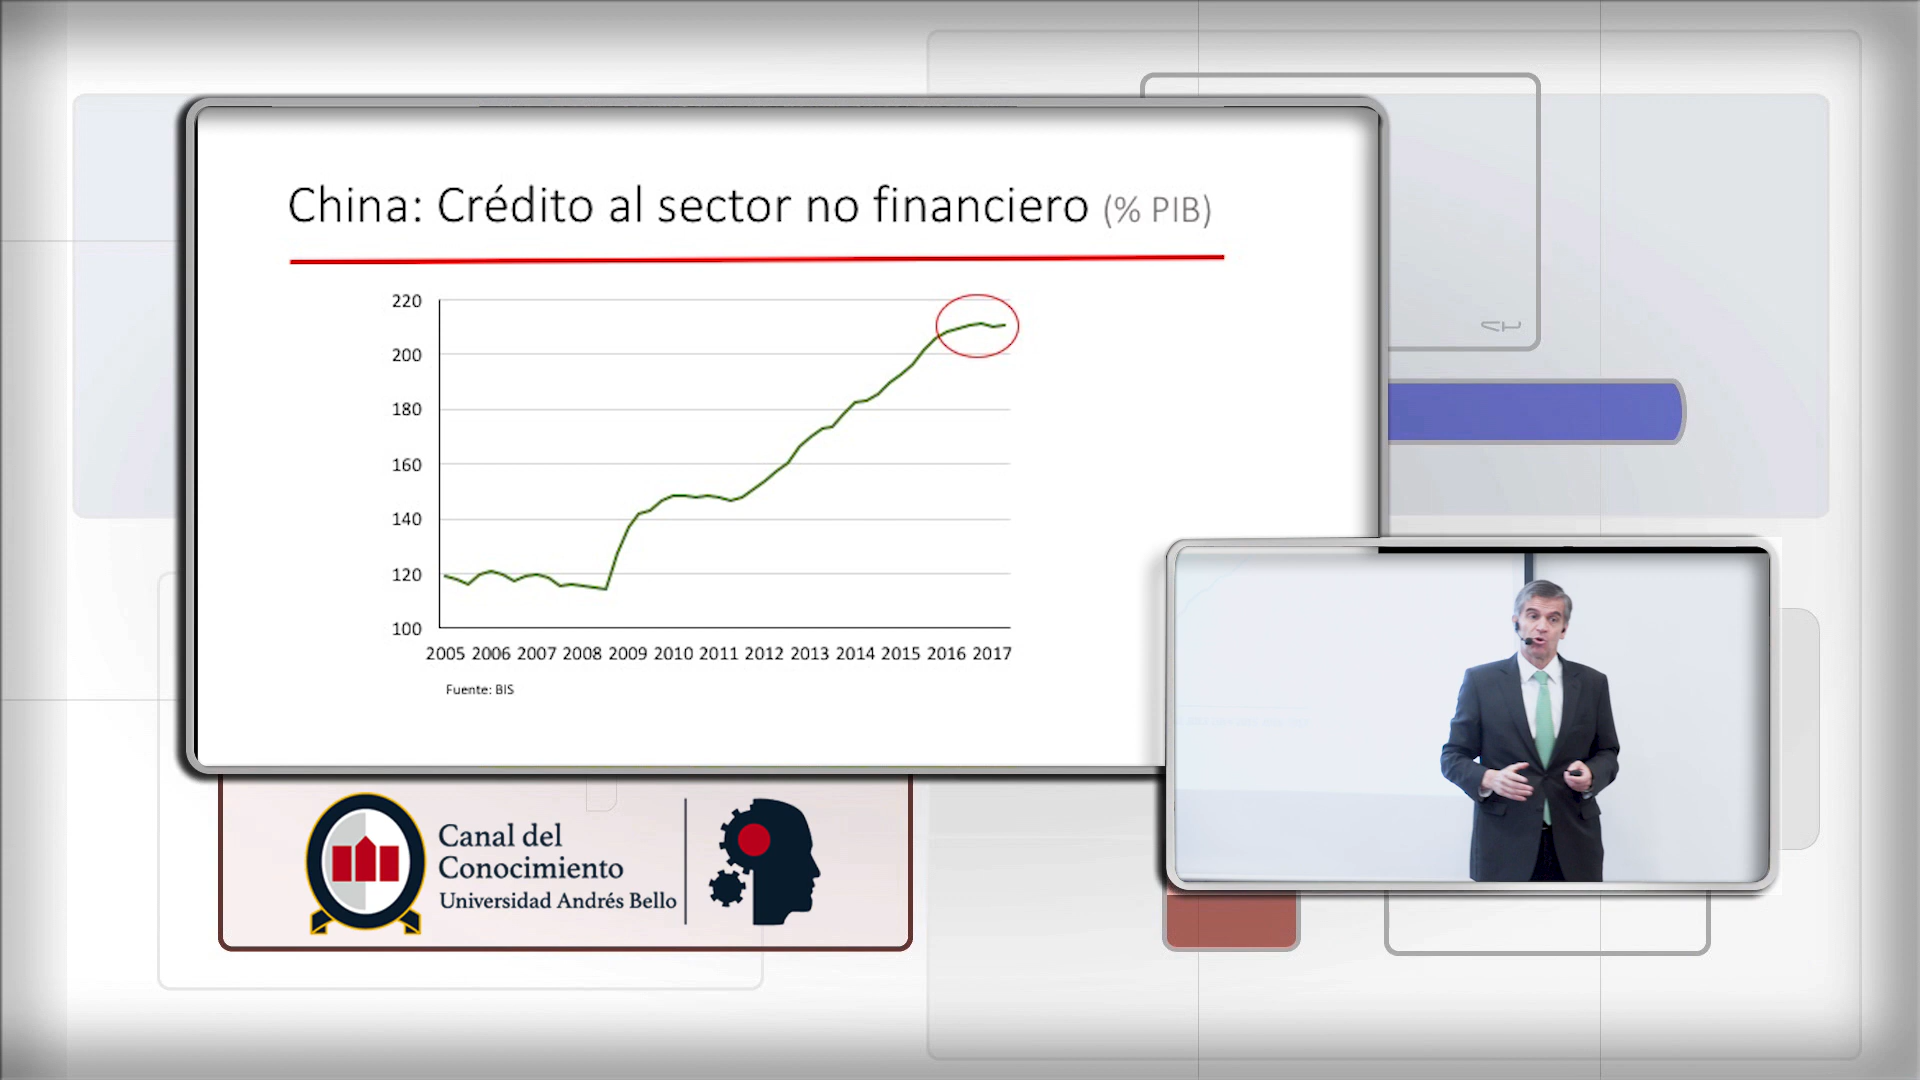 China: Crédito al sector no financiero (% PIB)
220
200
180
160
140
120
100
2005 2006 2007 2008 2009 2010 2011 2012 2013 2014 2015 2016 2017
Fuente: BIS
Canal del
Conocimiento
Universidad Andrés Bello